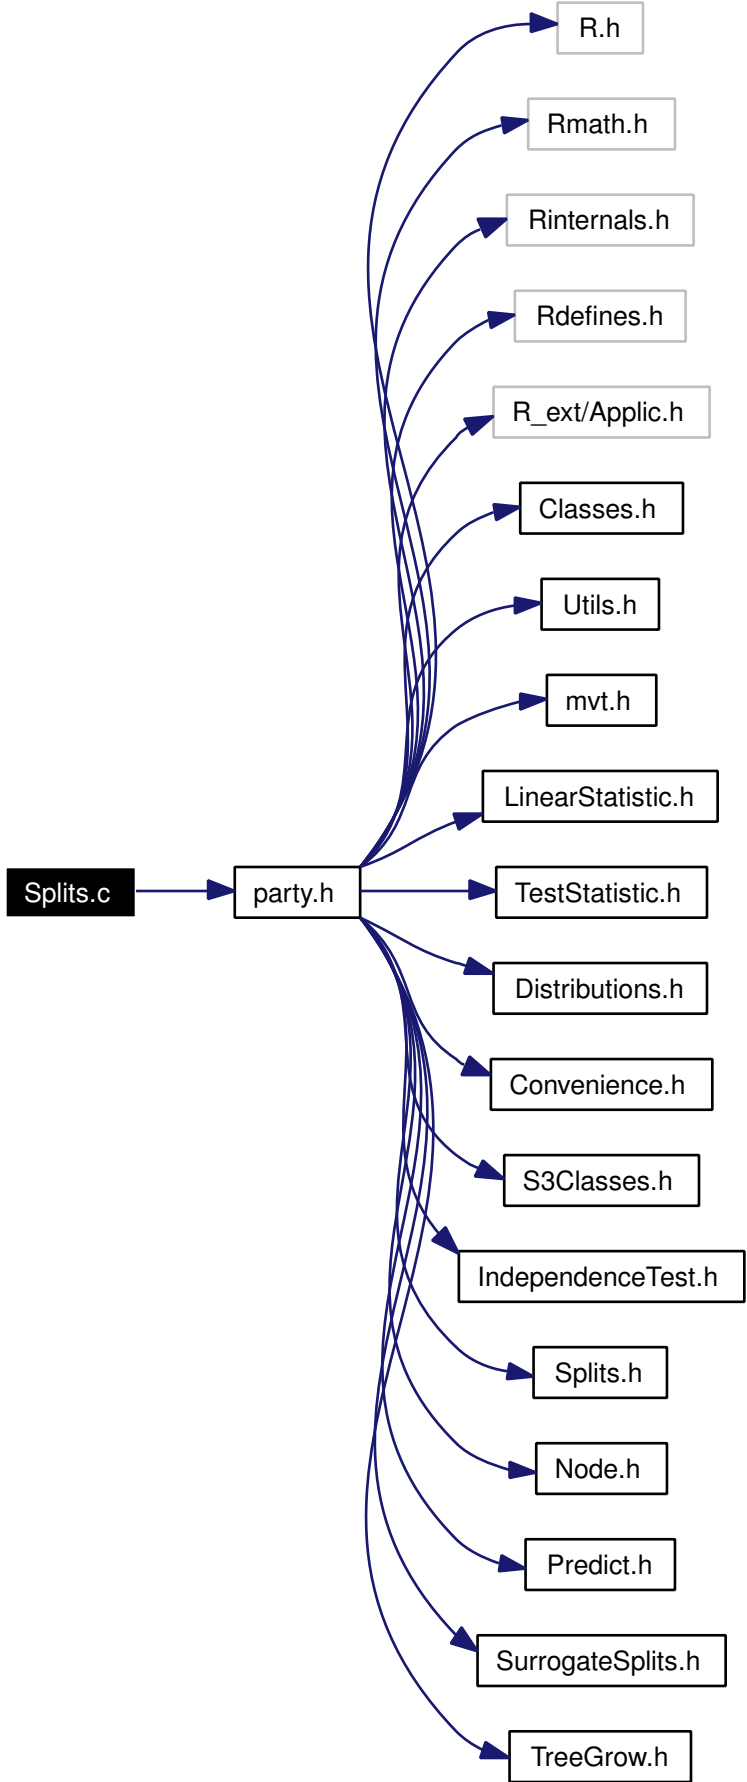 R.h
Rmath.h
Rinternals.h
Rdefines.h
R_ext/Applic.h
Classes.h
Utils.h
mvt.h
LinearStatistic.h
Splits.c
party.h
TestStatistic.h
Distributions.h
Convenience.h
S3Classes.h
IndependenceTest.h
Splits.h
Node.h
Predict.h
SurrogateSplits.h
TreeGrow.h